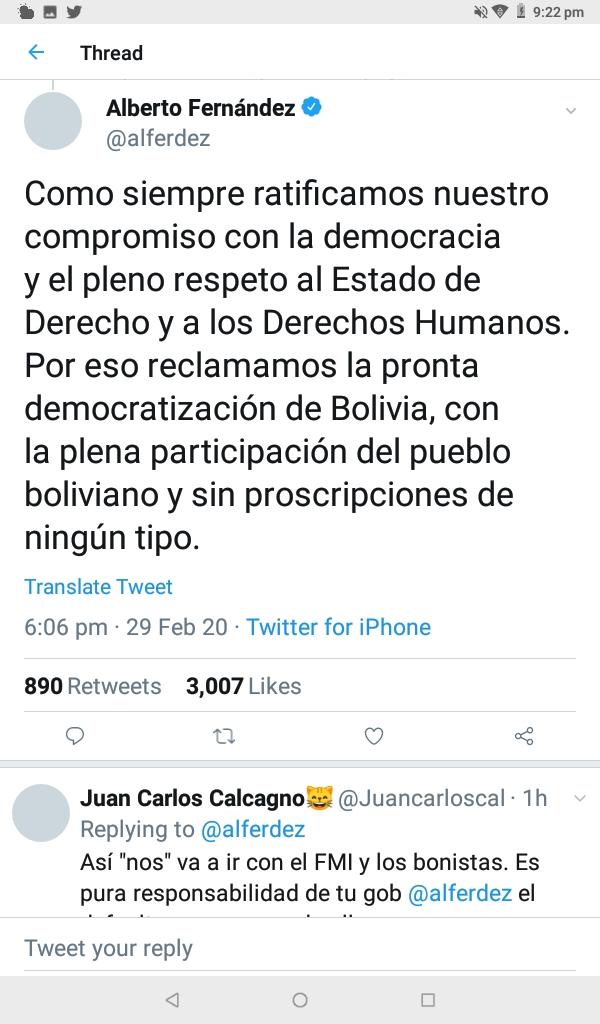 9:22 pm
Thread
Alberto Fernández
@alferdez
Como siempre ratificamos nuestro
compromiso con la democracia
y el pleno respeto al Estado de
Derecho y a los Derechos Humanos.
Por eso reclamamos la pronta
democratización de Bolivia, con
la plena participación del pueblo
boliviano y sin proscripciones de
ningún tipo.
Translate Tweet
6:06 pm · 29 Feb 20 · Twitter for iPhone
890 Retweets 3,007 Likes
Juan Carlos Calcagno😸 @Juancarloscal · 1h
Replying to @alferdez
Así "nos" va a ir con el FMI y los bonistas. Es
pura responsabilidad de tu gob @alferdez el
Tweet your reply